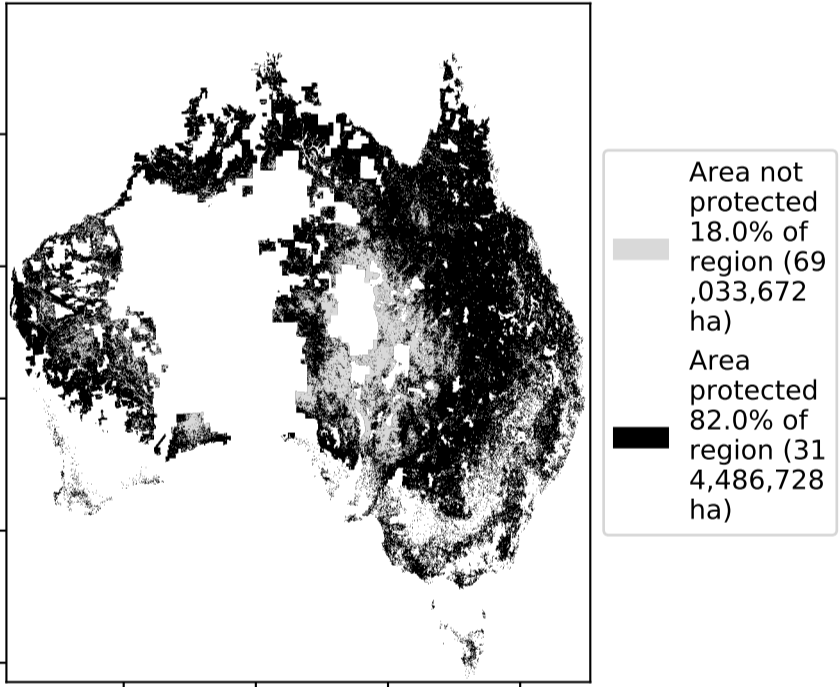 Area not
protected
18.0% of
region (69
,033,672
ha)
Area
protected
82.0% of
region (31
4,486,728
ha)